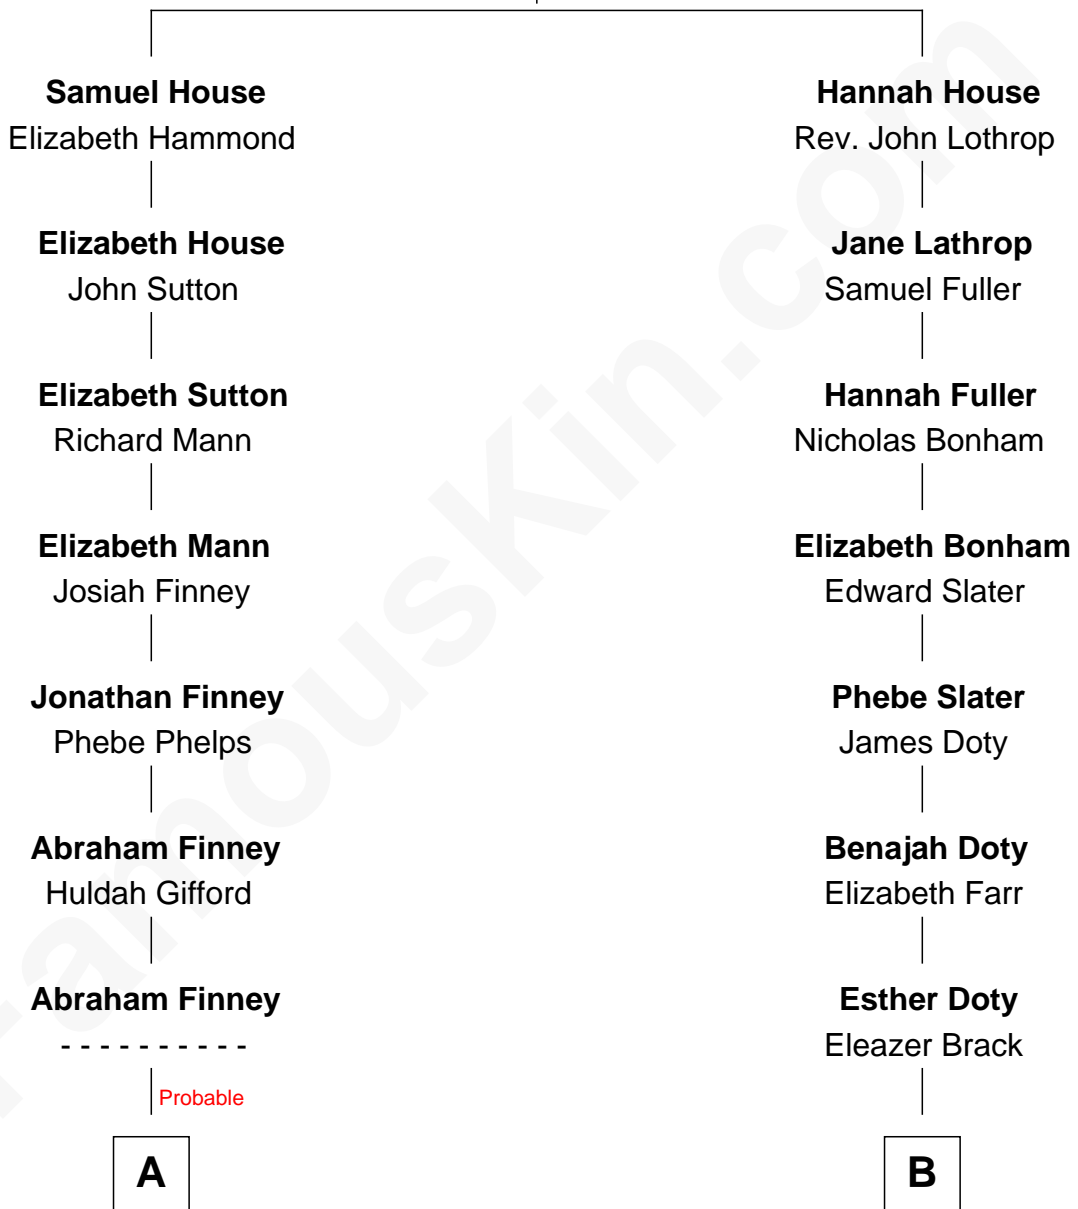 Samuel House
Elizabeth Hammond
Hannah House
Rev. John Lothrop
Elizabeth House
John Sutton
Jane Lathrop
Samuel Fuller
Elizabeth Sutton
Richard Mann
Hannah Fuller
Nicholas Bonham
Elizabeth Mann
Josiah Finney
Elizabeth Bonham
Edward Slater
Jonathan Finney
Phebe Phelps
Phebe Slater
James Doty
Abraham Finney
Huldah Gifford
Benajah Doty
Elizabeth Farr
Abraham Finney
- - - - - - - - - -
Esther Doty
Eleazer Brack
Probable
A
B
FamousKin.com